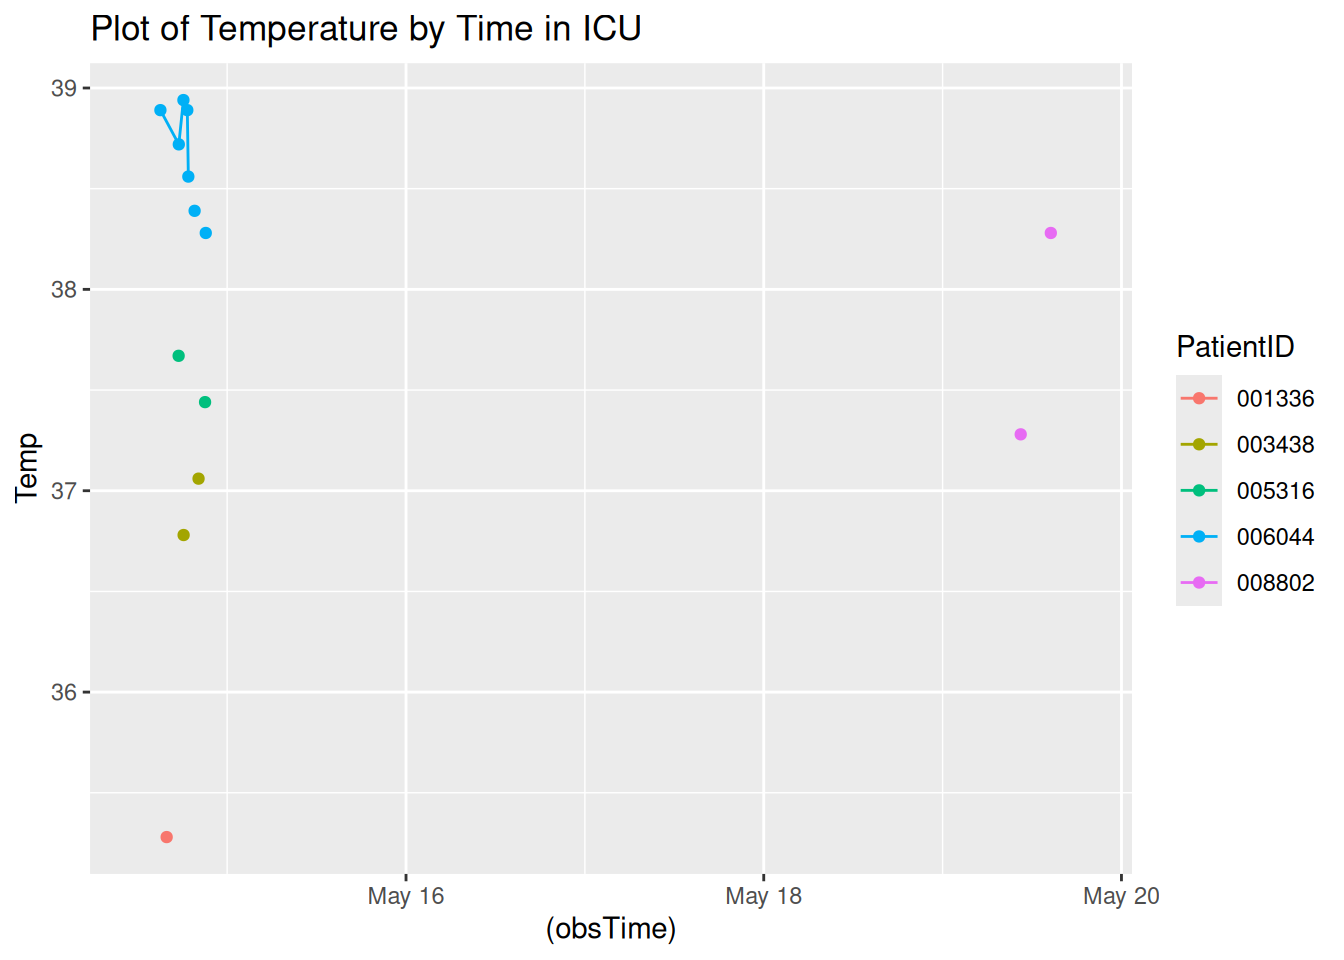 Plot of Temperature by Time in ICU
39
38
37
36
Temp
May 16
May 18
May 20
(obsTime)
PatientID
001336
003438
005316
006044
008802